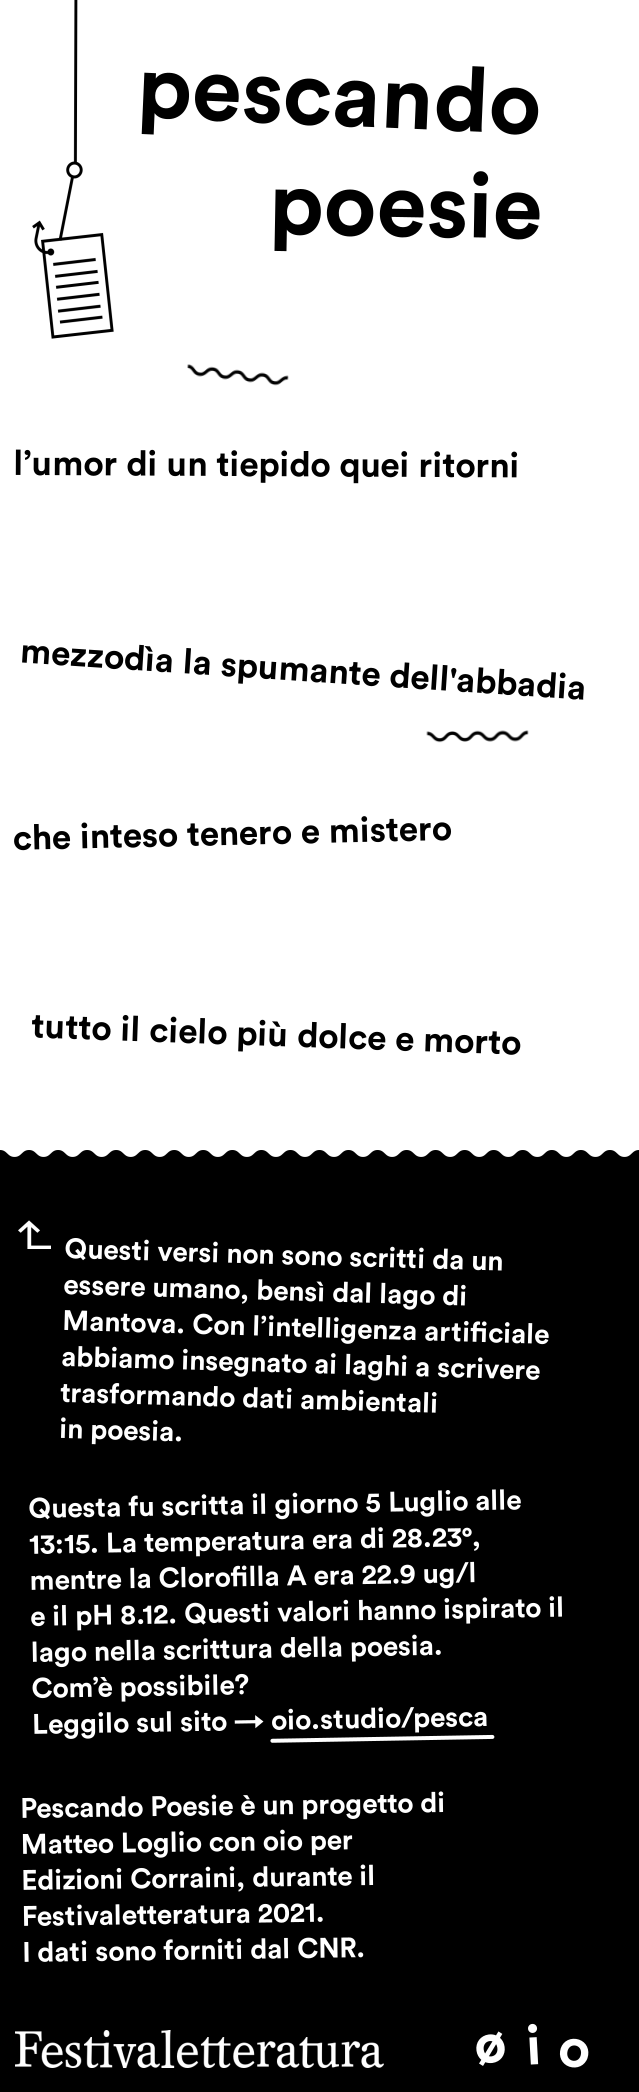 pescando
poesie
l’umor di un tiepido quei ritorni
mezzodìa la spumante dell'abbadia
che inteso tenero e mistero
tutto il cielo più dolce e morto
Questi versi non sono scritti da un
essere umano, bensì dal lago di
Mantova. Con l’intelligenza artificiale
abbiamo insegnato ai laghi a scrivere
trasformando dati ambientali
in poesia.
Questa fu scritta il giorno 5 Luglio alle
13:15. La temperatura era di 28.23°,
mentre la Clorofilla A era 22.9 ug/l
e il pH 8.12. Questi valori hanno ispirato il
lago nella scrittura della poesia.
Com’è possibile?
Leggilo sul sito → oio.studio/pesca
Pescando Poesie è un progetto di
Matteo Loglio con oio per
Edizioni Corraini, durante il
Festivaletteratura 2021.
I dati sono forniti dal CNR.
Festivaletteratura
ø i o